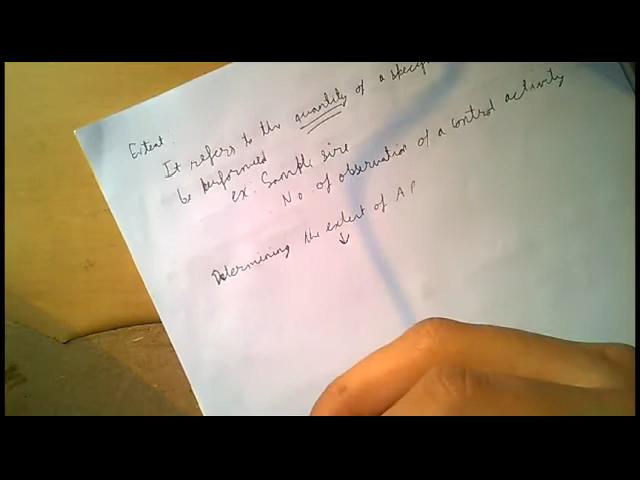 Extent :
It refers to the quantity of a specif
be performed
ex. Sample size
No of observation of a control activity
Determining the extent of AP